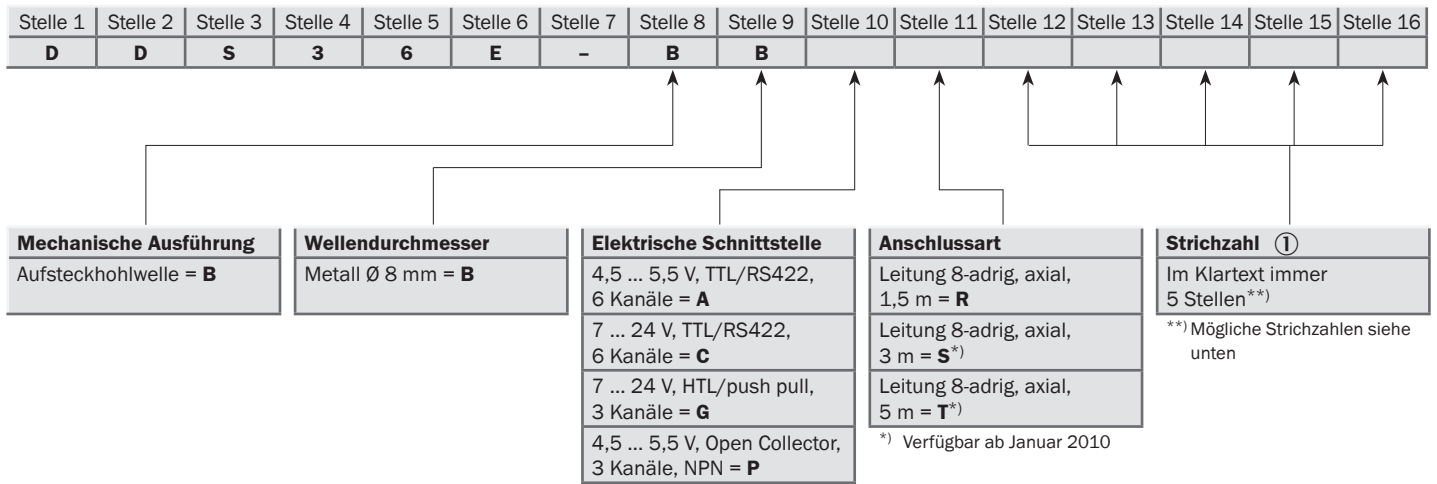 Stelle 1 Stelle 2 Stelle 3 Stelle 4 Stelle 5 Stelle 6 Stelle 7 Stelle 8 Stelle 9 Stelle 10 Stelle 11 Stelle 12 Stelle 13 Stelle 14 Stelle 15 Stelle 16
D D S 3 6 E – B B
Mechanische Ausführung
Aufsteckhohlwelle = B
Wellendurchmesser
Metall Ø 8 mm = B
Elektrische Schnittstelle
4,5 ... 5,5 V, TTL/RS422,
6 Kanäle = A
7 ... 24 V, TTL/RS422,
6 Kanäle = C
7 ... 24 V, HTL/push pull,
3 Kanäle = G
4,5 ... 5,5 V, Open Collector,
3 Kanäle, NPN = P
Anschlussart
Leitung 8-adrig, axial,
1,5 m = R
Leitung 8-adrig, axial,
3 m = S*)
Leitung 8-adrig, axial,
5 m = T*)
*) Verfügbar ab Januar 2010
Strichzahl ①
Im Klartext immer
5 Stellen**)
**) Mögliche Strichzahlen siehe
unten